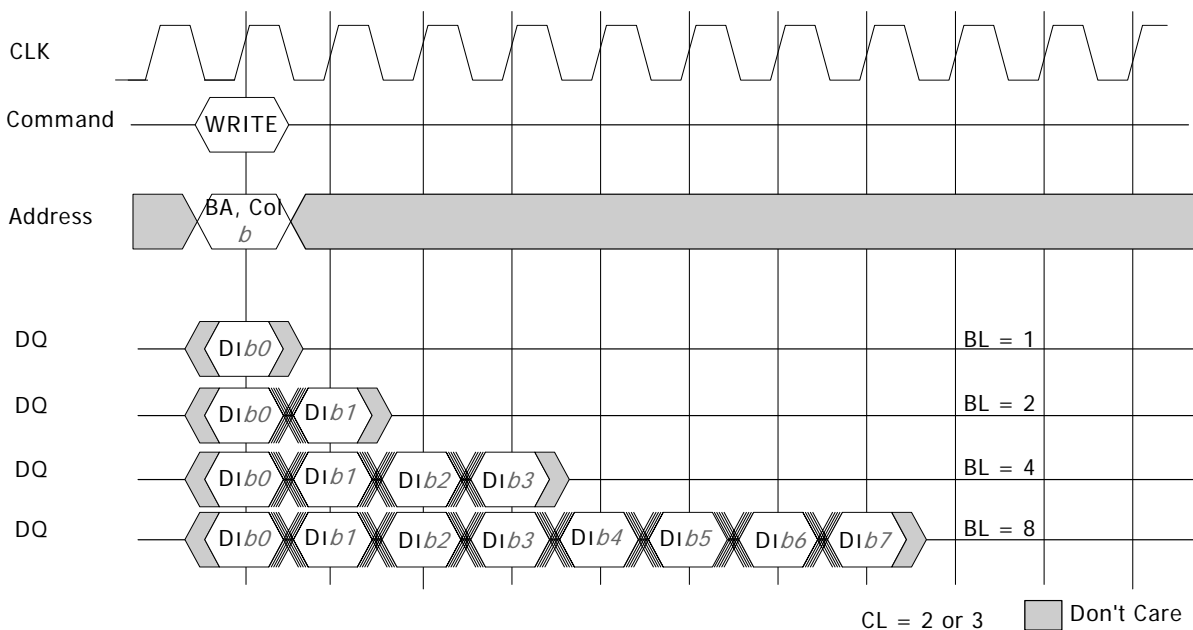 CLK
Command
WRITE
Address
BA, Col
b
DQ
DIb0
BL = 1
DQ
DIb0 DIb1
BL = 2
DQ
DIb0 DIb1 DIb2 DIb3
BL = 4
DQ
DIb0 DIb1 DIb2 DIb3 DIb4 DIb5 DIb6 DIb7
BL = 8
CL = 2 or 3
Don't Care